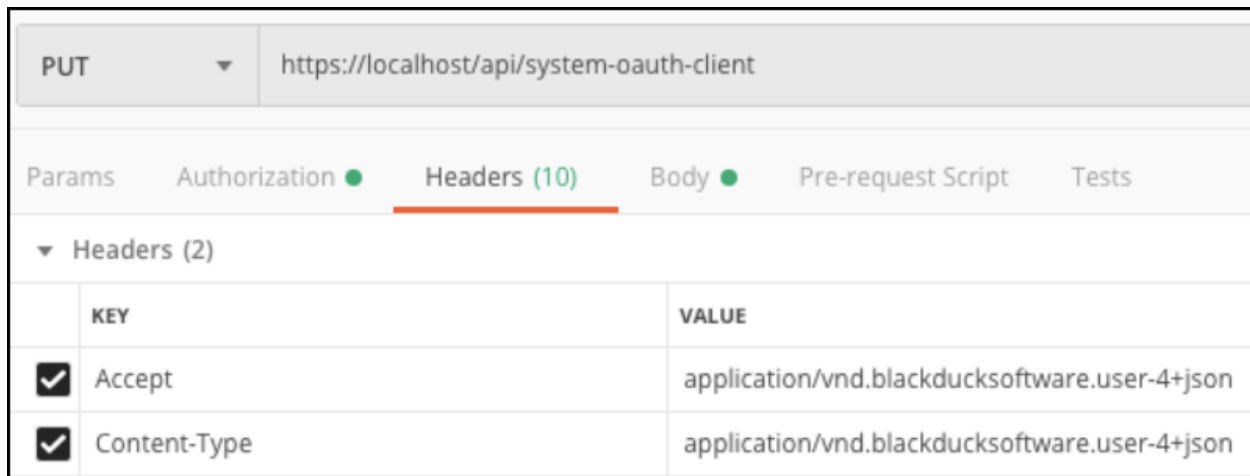 PUT https://localhost/api/system-oauth-client
Params Authorization Headers (10) Body Pre-request Script Tests
Headers (2)
KEY VALUE
Accept application/vnd.blackducksoftware.user-4+json
Content-Type application/vnd.blackducksoftware.user-4+json